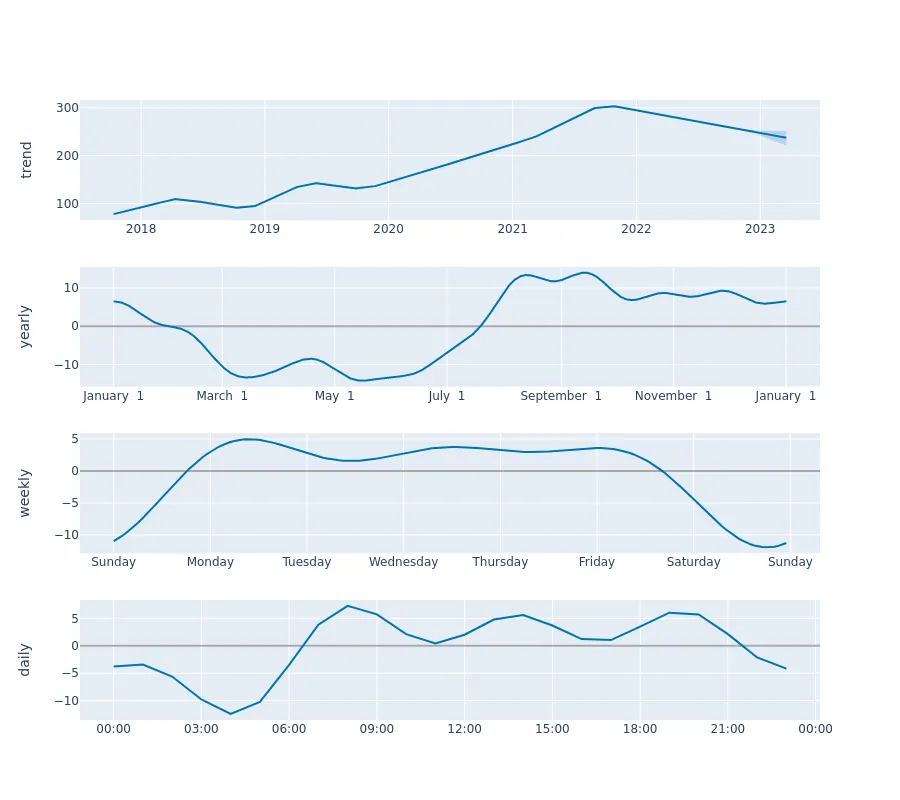 trend
300
200
100
2018 2019 2020 2021 2022 2023
yearly
10
0
−10
January 1 March 1 May 1 July 1 September 1 November 1 January 1
weekly
5
0
−5
−10
Sunday Monday Tuesday Wednesday Thursday Friday Saturday Sunday
daily
5
0
−5
−10
00:00 03:00 06:00 09:00 12:00 15:00 18:00 21:00 00:00